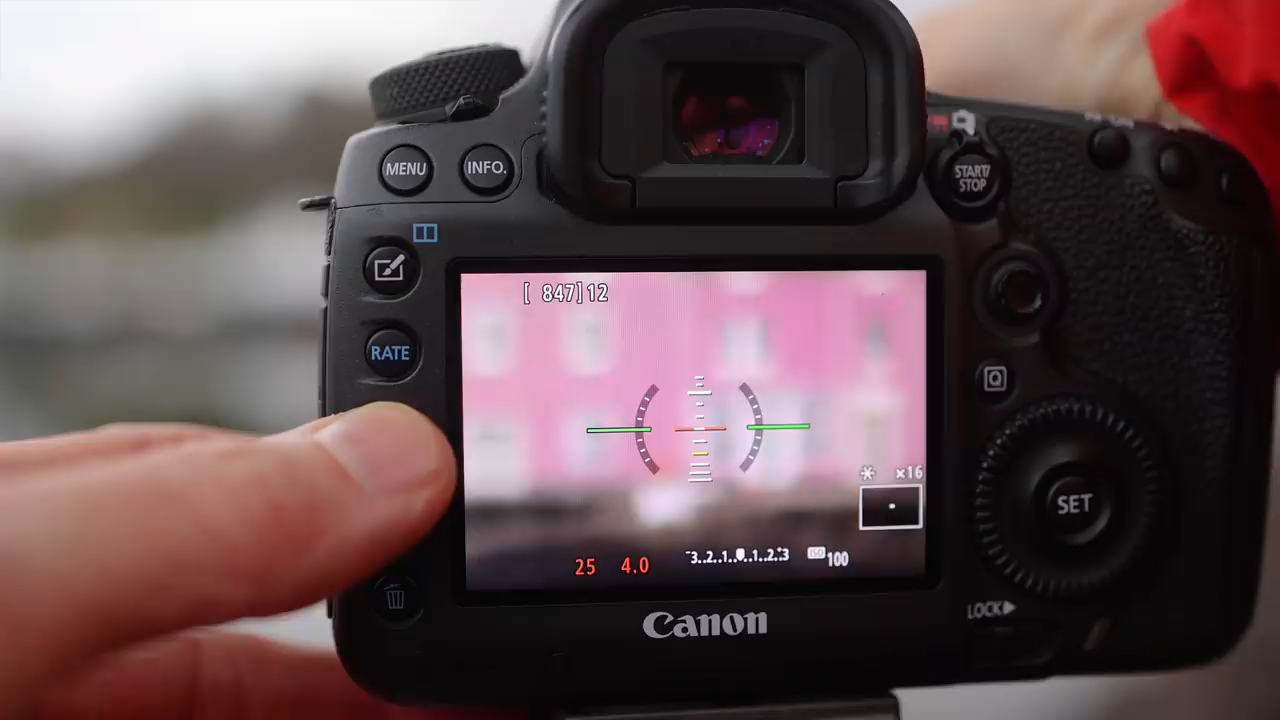 MENU
INFO.
START/
STOP
RATE
[ 847]12
Q
×16
SET
25 4.0 -3..2..1..0..1..2..+3 ISO 100
LOCK▶
Canon